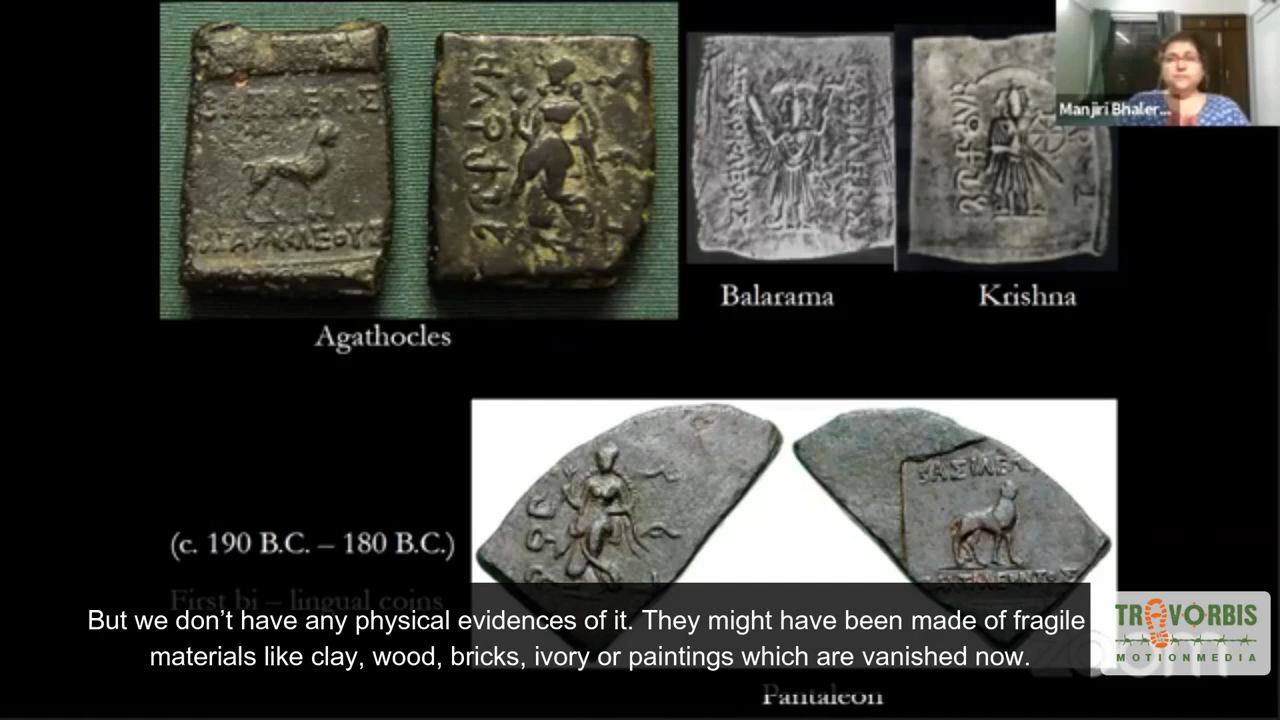 Manjiri Bhaler...
Balarama
Krishna
Agathocles
(c. 190 B.C. – 180 B.C.)
First bi – lingual coins
But we don’t have any physical evidences of it. They might have been made of fragile
materials like clay, wood, bricks, ivory or paintings which are vanished now.
TRAVORBIS
MOTIONMEDIA
zoom
Pantaleon